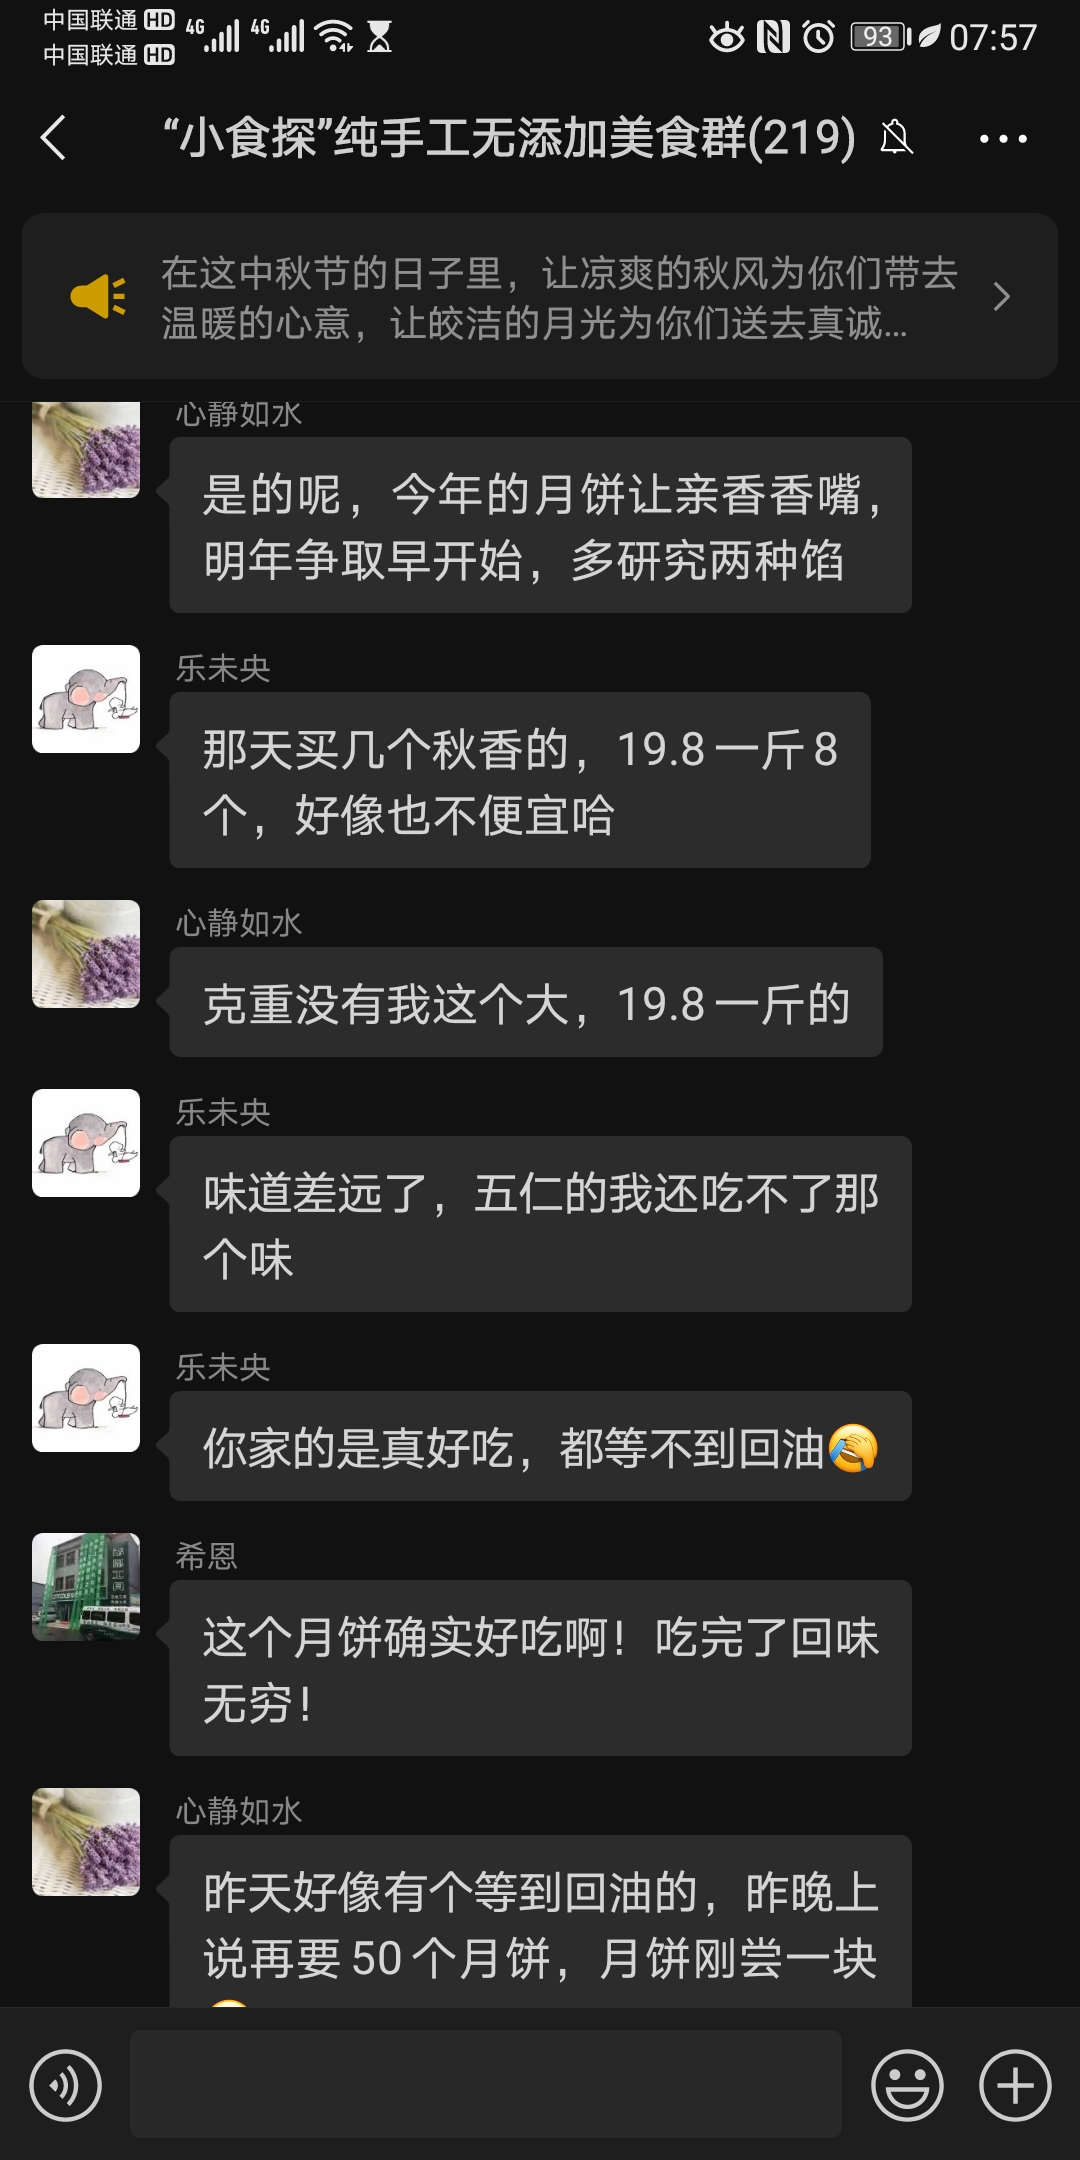 中国联通 HD 4G 4G 93 07:57
中国联通 HD
“小食探”纯手工无添加美食群(219)
在这中秋节的日子里，让凉爽的秋风为你们带去
温暖的心意，让皎洁的月光为你们送去真诚...
心静如水
是的呢，今年的月饼让亲香香嘴，
明年争取早开始，多研究两种馅
乐未央
那天买几个秋香的，19.8一斤8
个，好像也不便宜哈
心静如水
克重没有我这个大，19.8一斤的
乐未央
味道差远了，五仁的我还吃不了那
个味
乐未央
你家的是真好吃，都等不到回油🤣
希恩
这个月饼确实好吃啊！吃完了回味
无穷！
心静如水
昨天好像有个等到回油的，昨晚上
说再要50个月饼，月饼刚尝一块